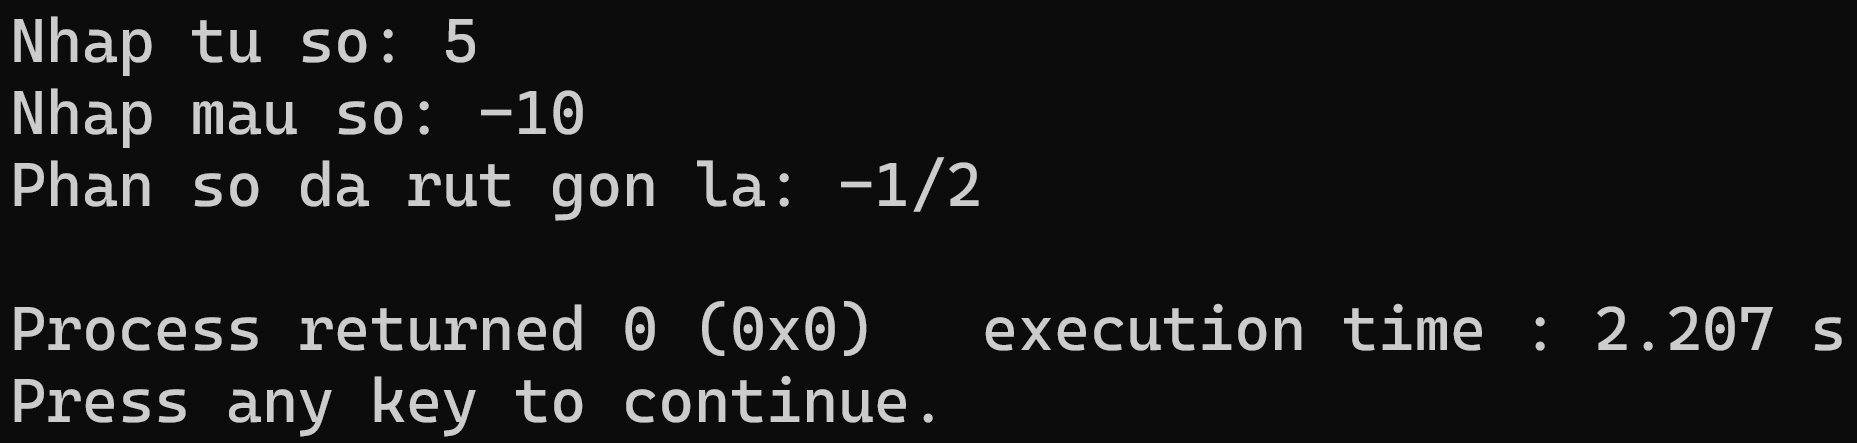 Nhap tu so: 5
Nhap mau so: -10
Phan so da rut gon la: -1/2
Process returned 0 (0x0)   execution time : 2.207 s
Press any key to continue.